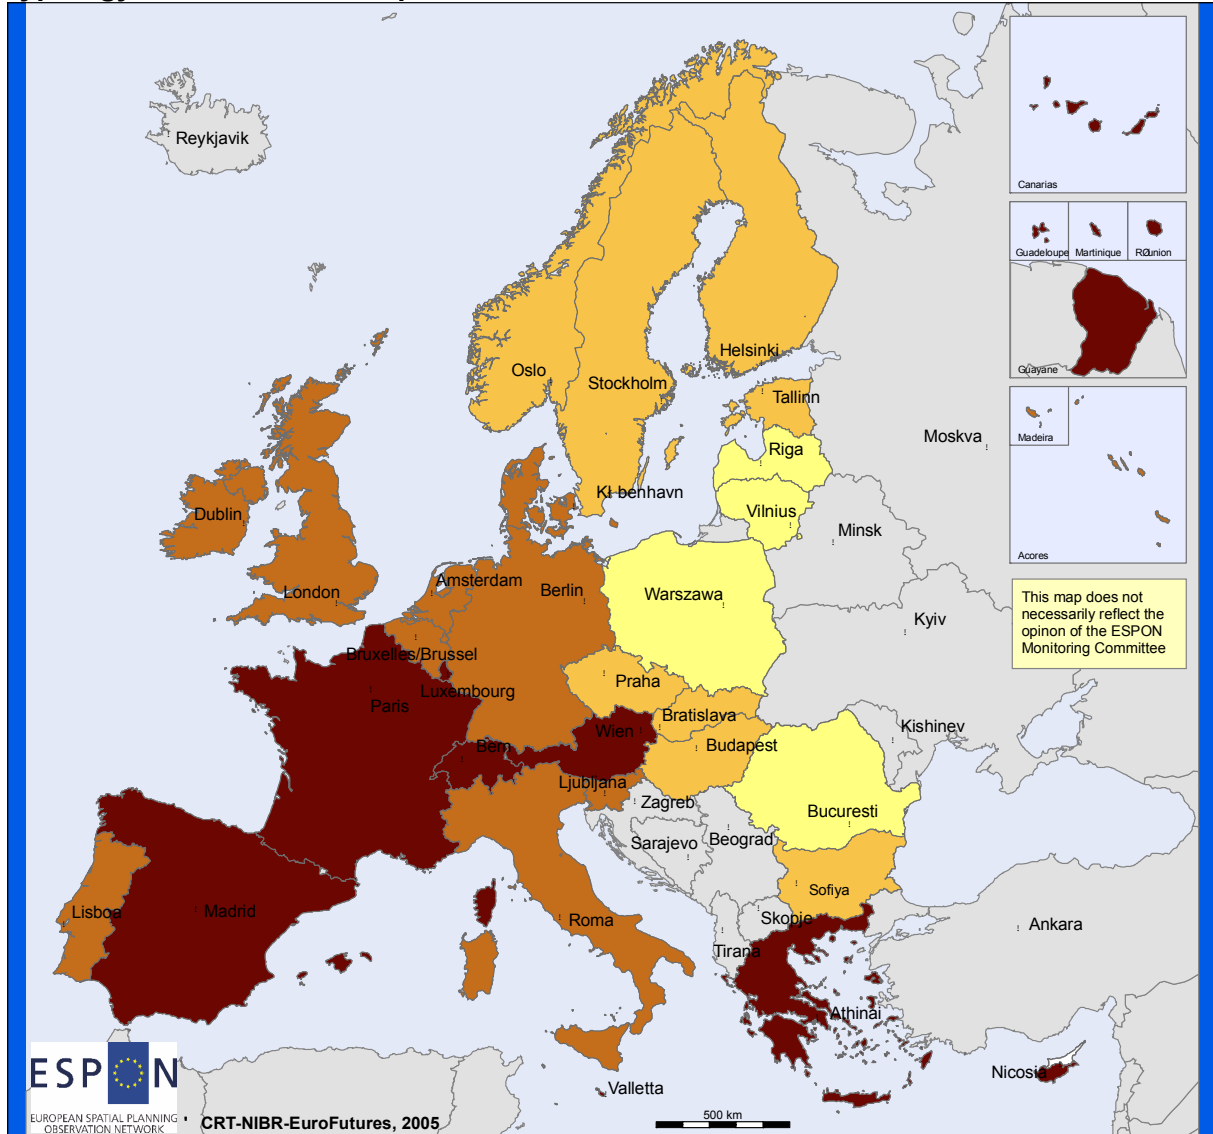 Reykjavik
Canarias
Guadeloupe Martinique RØunion
Guayane
Madeira
Acores
Helsinki
Oslo
Stockholm
Tallinn
Moskva
Riga
Kł benhavn
Vilnius
Dublin
Minsk
Amsterdam
Berlin
London
Warszawa
This map does not
necessarily reflect the
opinon of the ESPON
Monitoring Committee
Kyiv
Bruxelles/Brussel
Luxembourg
Praha
Paris
Bratislava
Wien
Kishinev
Bern
Budapest
Ljubljana
Zagreb
Bucuresti
Sarajevo
Beograd
Sofiya
Lisboa
Madrid
Roma
Skopje
Ankara
Tirana
Athinai
Nicosia
Valletta
ESPON
EUROPEAN SPATIAL PLANNING
OBSERVATION NETWORK
' CRT-NIBR-EuroFutures, 2005
500 km